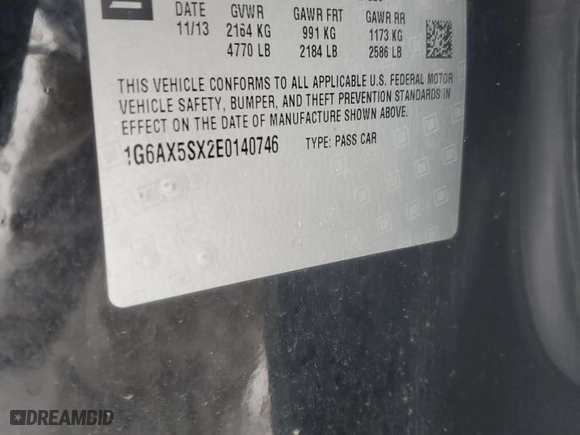 DATE GVWR GAWR FRT GAWR RR
11/13 2164 KG 991 KG 1173 KG
4770 LB 2184 LB 2586 LB
THIS VEHICLE CONFORMS TO ALL APPLICABLE U.S. FEDERAL MOTOR
VEHICLE SAFETY, BUMPER, AND THEFT PREVENTION STANDARDS IN
EFFECT ON THE DATE OF MANUFACTURE SHOWN ABOVE.
1G6AX5SX2E0140746 TYPE: PASS CAR
DREAMBID